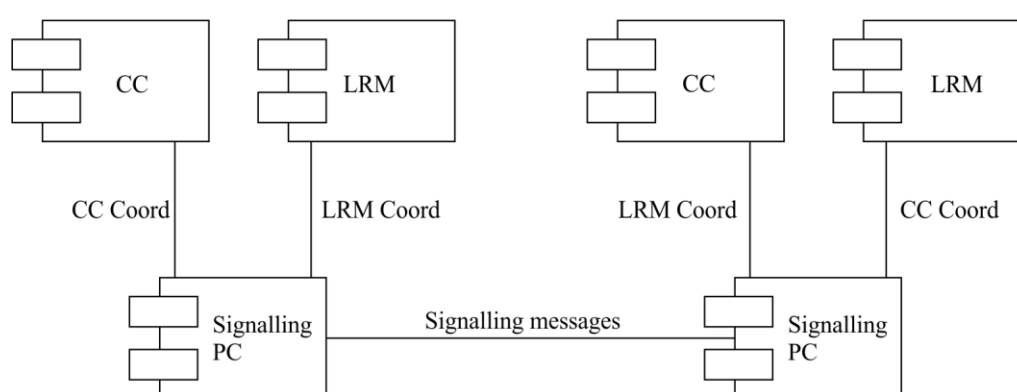 CC
LRM
CC
LRM
CC Coord
LRM Coord
LRM Coord
CC Coord
Signalling
PC
Signalling messages
Signalling
PC